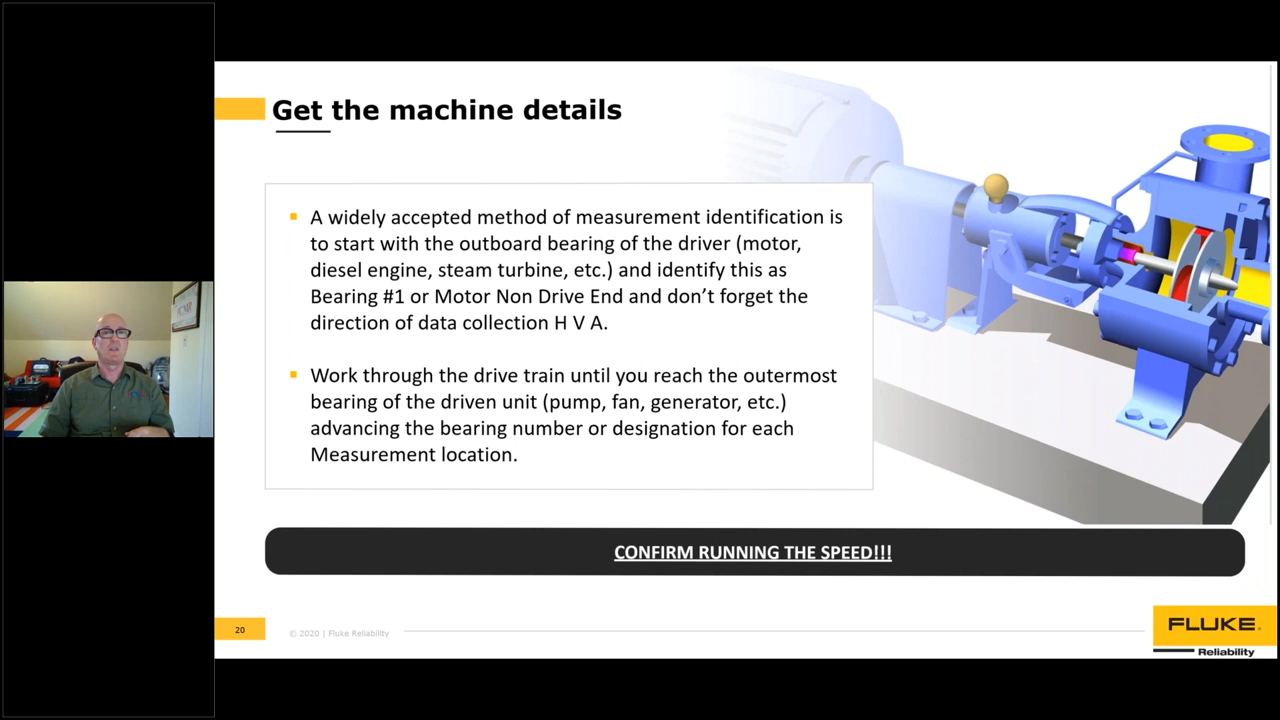 Get the machine details
A widely accepted method of measurement identification is
to start with the outboard bearing of the driver (motor,
diesel engine, steam turbine, etc.) and identify this as
Bearing #1 or Motor Non Drive End and don’t forget the
direction of data collection H V A.
Work through the drive train until you reach the outermost
bearing of the driven unit (pump, fan, generator, etc.)
advancing the bearing number or designation for each
Measurement location.
CONFIRM RUNNING THE SPEED!!!
20
© 2020 | Fluke Reliability
FLUKE®
Reliability